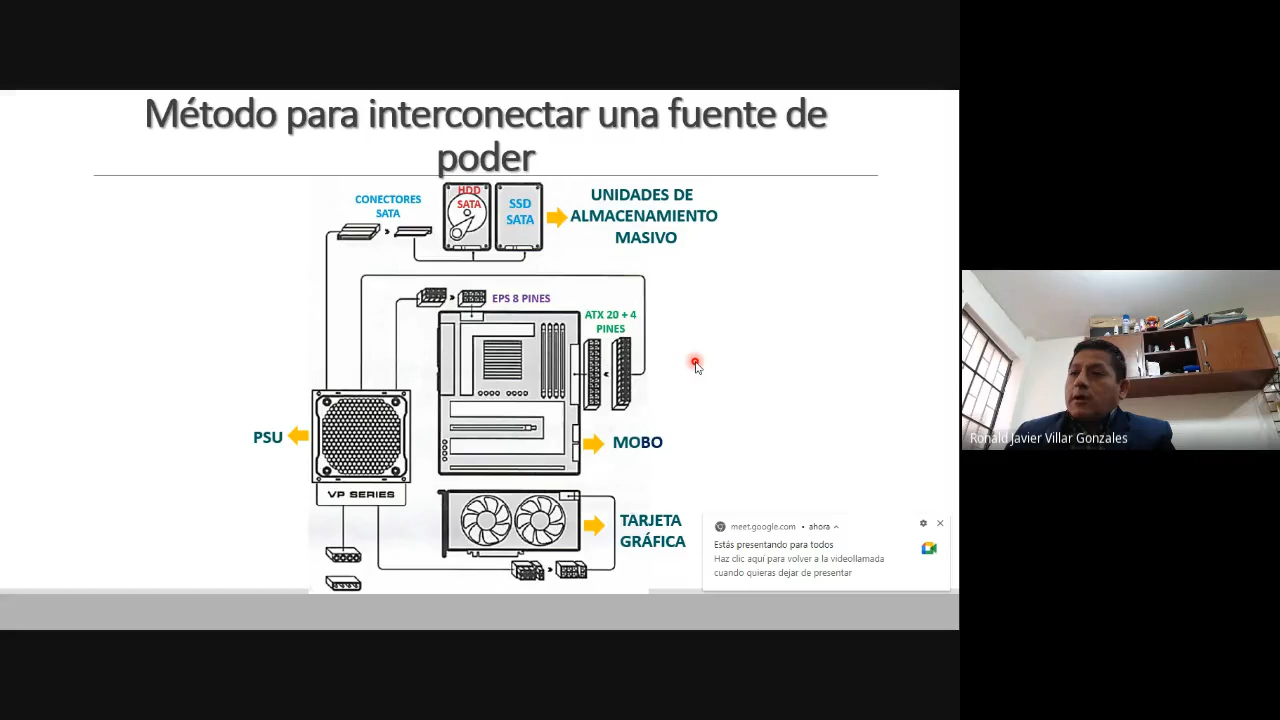 Método para interconectar una fuente de
poder
CONECTORES
SATA
HDD
SATA
SSD
SATA
UNIDADES DE
ALMACENAMIENTO
MASIVO
EPS 8 PINES
ATX 20 + 4
PINES
PSU
MOBO
VP SERIES
TARJETA
GRÁFICA
meet.google.com • ahora
Estás presentando para todos
Haz clic aquí para volver a la videollamada
cuando quieras dejar de presentar
Ronald Javier Villar Gonzales